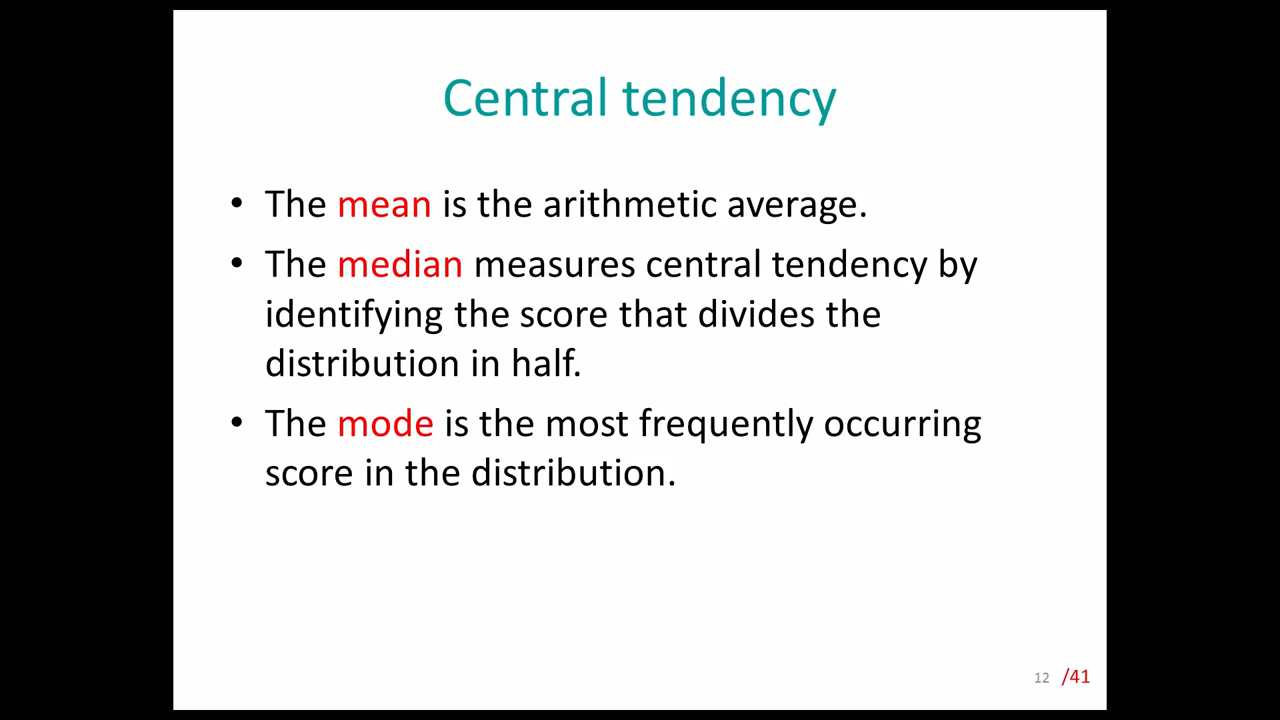 Central tendency
• The mean is the arithmetic average.
• The median measures central tendency by
identifying the score that divides the
distribution in half.
• The mode is the most frequently occurring
score in the distribution.
12 /41